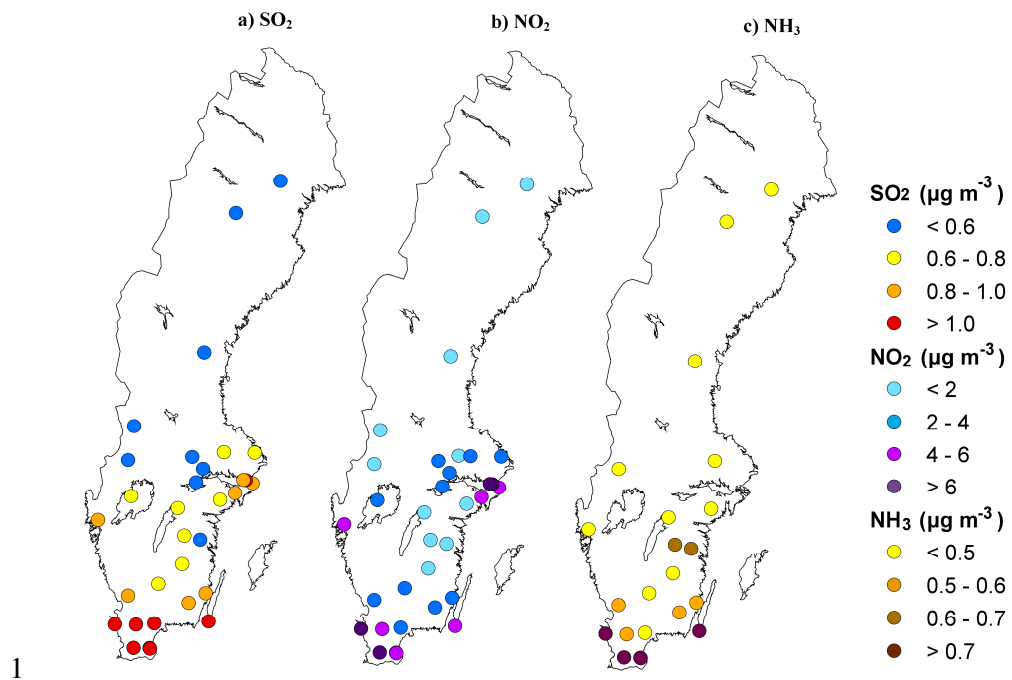 a) SO₂ b) NO₂ c) NH₃
SO₂ (µg m⁻³)
< 0.6
0.6 - 0.8
0.8 - 1.0
> 1.0
NO₂ (µg m⁻³)
< 2
2 - 4
4 - 6
> 6
NH₃ (µg m⁻³)
< 0.5
0.5 - 0.6
0.6 - 0.7
> 0.7
1